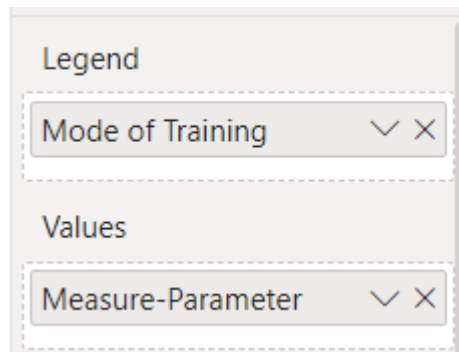 Legend
Mode of Training
Values
Measure-Parameter